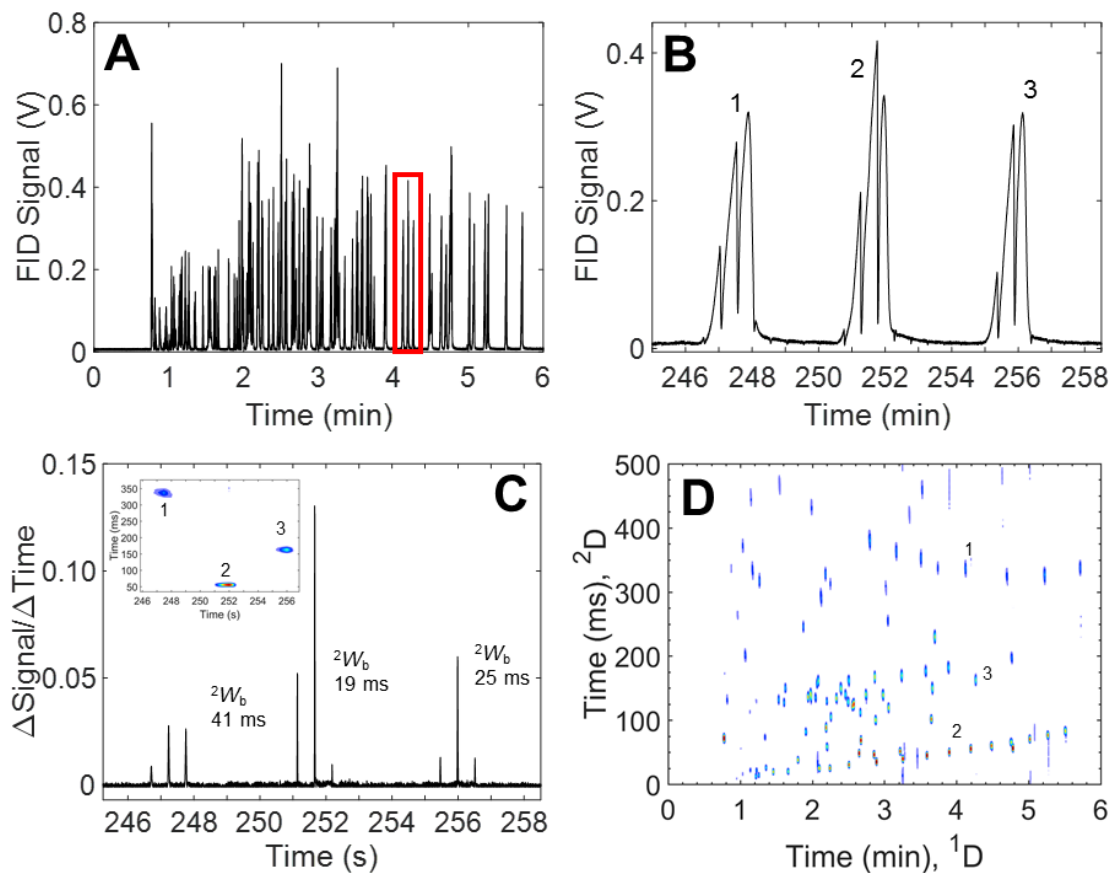 A
FID Signal (V)
0.8
0.6
0.4
0.2
0
0 1 2 3 4 5 6
Time (min)
B
FID Signal (V)
0.4
0.2
0
1
2
3
246 248 250 252 254 256 258
Time (min)
C
ΔSignal/ΔTime
0.15
0.10
0.05
0
350
300
250
200
150
100
50
Time (ms)
1
2
3
246 248 250 252 254 256
Time (s)
²W_b
41 ms
²W_b
19 ms
²W_b
25 ms
246 248 250 252 254 256 258
Time (s)
D
Time (ms), ²D
500
400
300
200
100
0
1
3
2
0 1 2 3 4 5 6
Time (min), ¹D